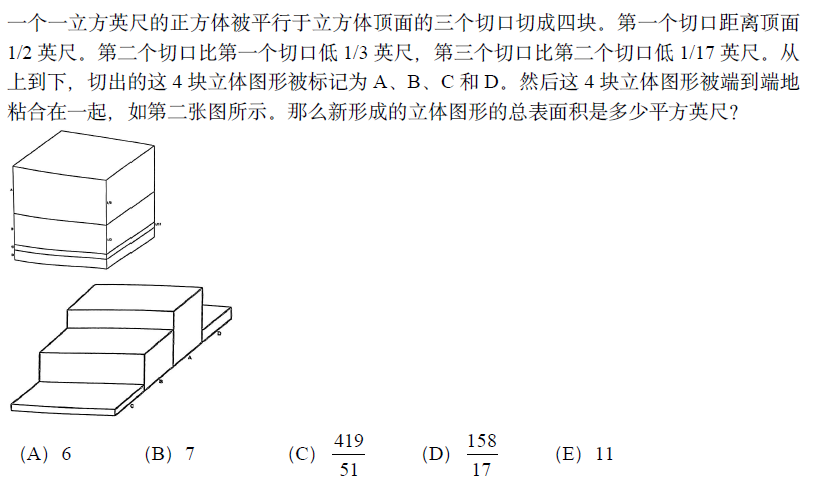 一个一立方英尺的正方体被平行于立方体顶面的三个切口切成四块。第一个切口距离顶面
1/2 英尺。第二个切口比第一个切口低 1/3 英尺，第三个切口比第二个切口低 1/17 英尺。从
上到下，切出的这 4 块立体图形被标记为 A、B、C 和 D。然后这 4 块立体图形被端到端地
粘合在一起，如第二张图所示。那么新形成的立体图形的总表面积是多少平方英尺？
A
1/2
1/3
1/17
D
A
B
C
(A) 6 (B) 7 (C) 419/51 (D) 158/17 (E) 11